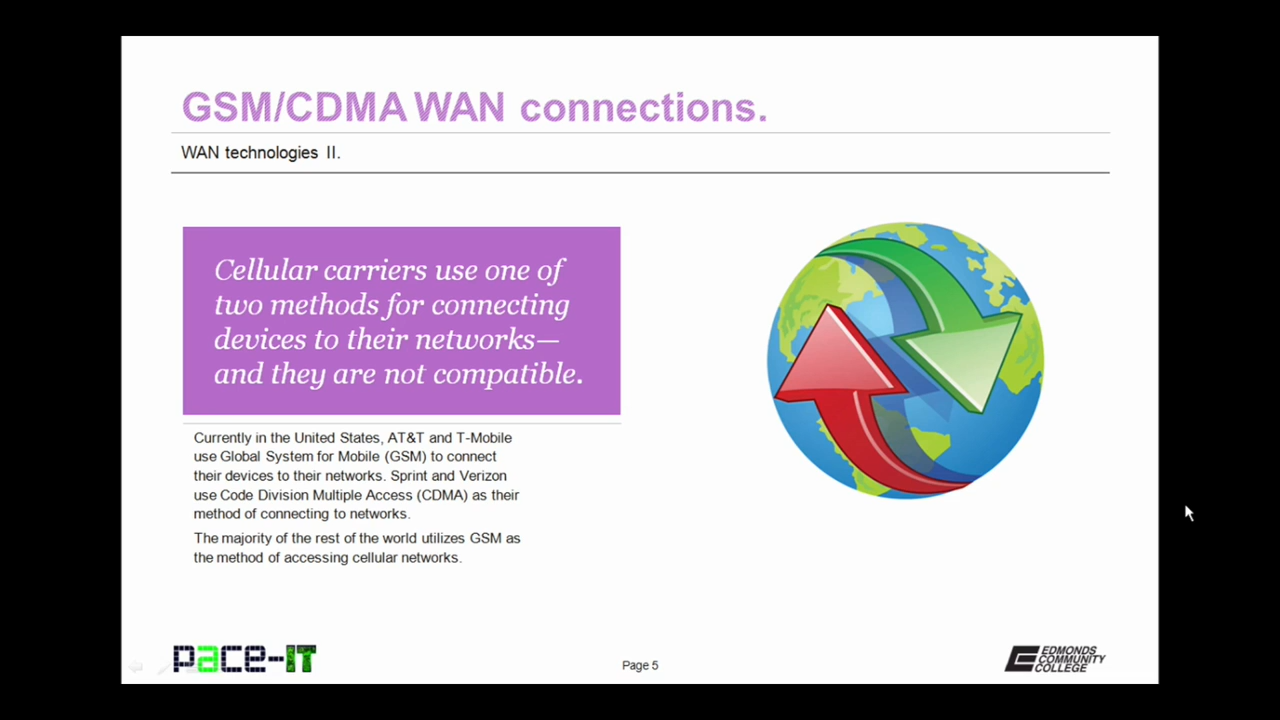 GSM/CDMA WAN connections.
WAN technologies II.
Cellular carriers use one of
two methods for connecting
devices to their networks—
and they are not compatible.
Currently in the United States, AT&T and T-Mobile
use Global System for Mobile (GSM) to connect
their devices to their networks. Sprint and Verizon
use Code Division Multiple Access (CDMA) as their
method of connecting to networks.
The majority of the rest of the world utilizes GSM as
the method of accessing cellular networks.
pace-IT
Page 5
EDMONDS
COMMUNITY
COLLEGE